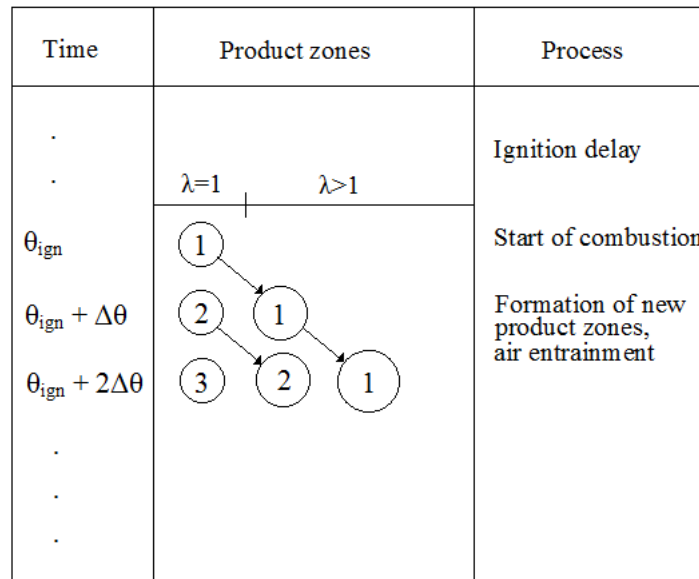 Time Product zones Process
.
Ignition delay
.
λ=1 λ>1
θign 1 Start of combustion
θign + Δθ 2 1 Formation of new
product zones,
air entrainment
θign + 2Δθ 3 2 1
.
.
.